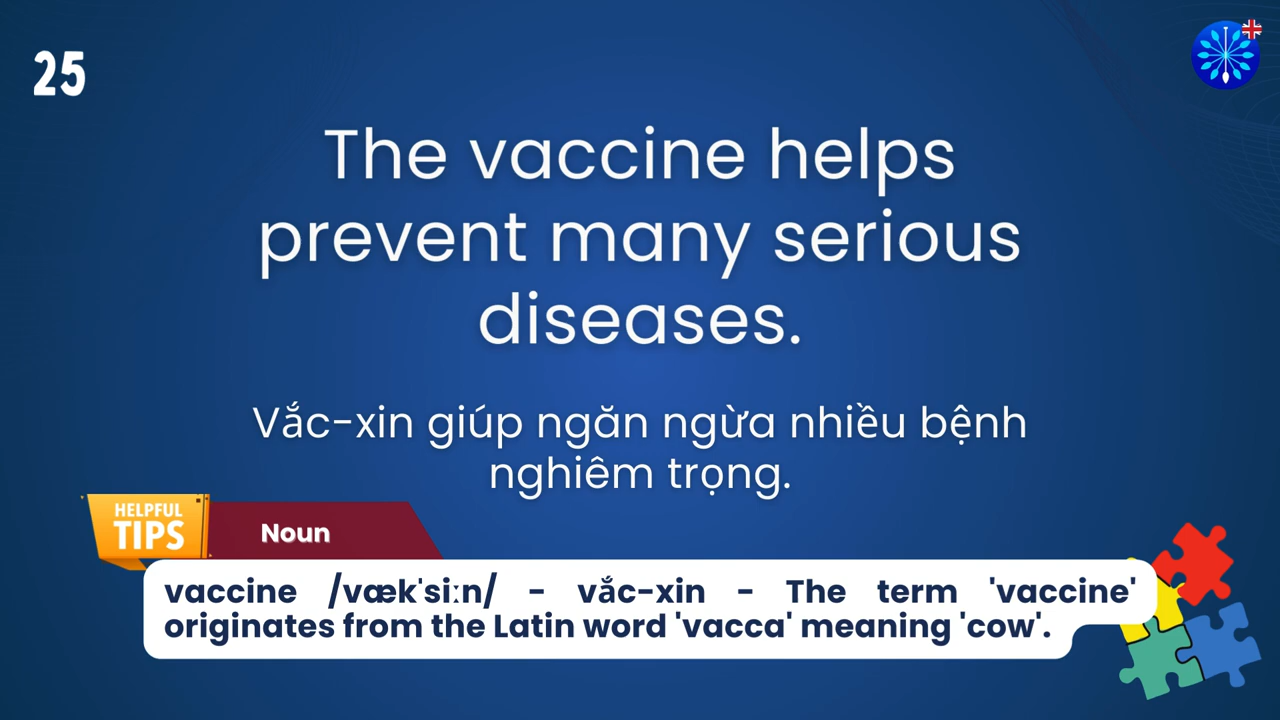 25
The vaccine helps
prevent many serious
diseases.
Vắc-xin giúp ngăn ngừa nhiều bệnh
nghiêm trọng.
HELPFUL
TIPS
Noun
vaccine /vækˈsiːn/ - vắc-xin - The term 'vaccine'
originates from the Latin word 'vacca' meaning 'cow'.